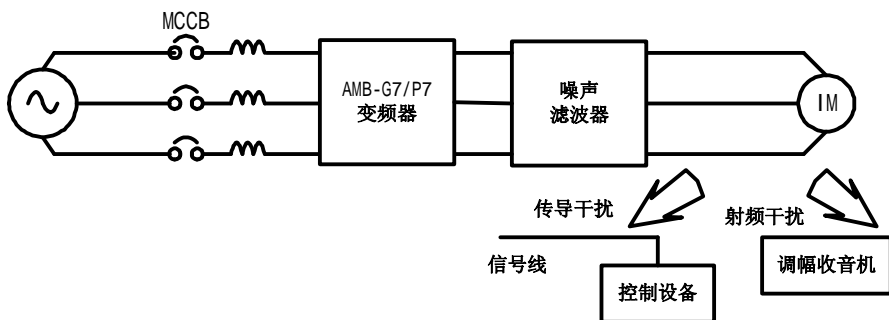 MCCB
AMB-G7/P7
变频器
噪声
滤波器
IM
传导干扰
射频干扰
信号线
控制设备
调幅收音机